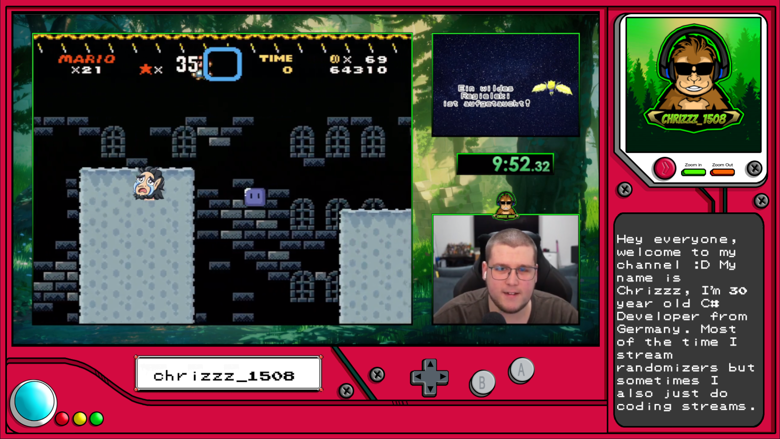 MARIO
x21
x
35
TIME
0
x 69
64310
Ein wildes
Regieleki
ist aufgetaucht!
9:52.32
CHRIZZZ_1508
Zoom in
Zoom Out
Hey everyone,
welcome to my
channel :D My
name is
Chrizzz, I'm 30
year old C#
Developer from
Germany. Most
of the time I
stream
randomizers but
sometimes I
also just do
coding streams.
chrizzz_1508
B
A